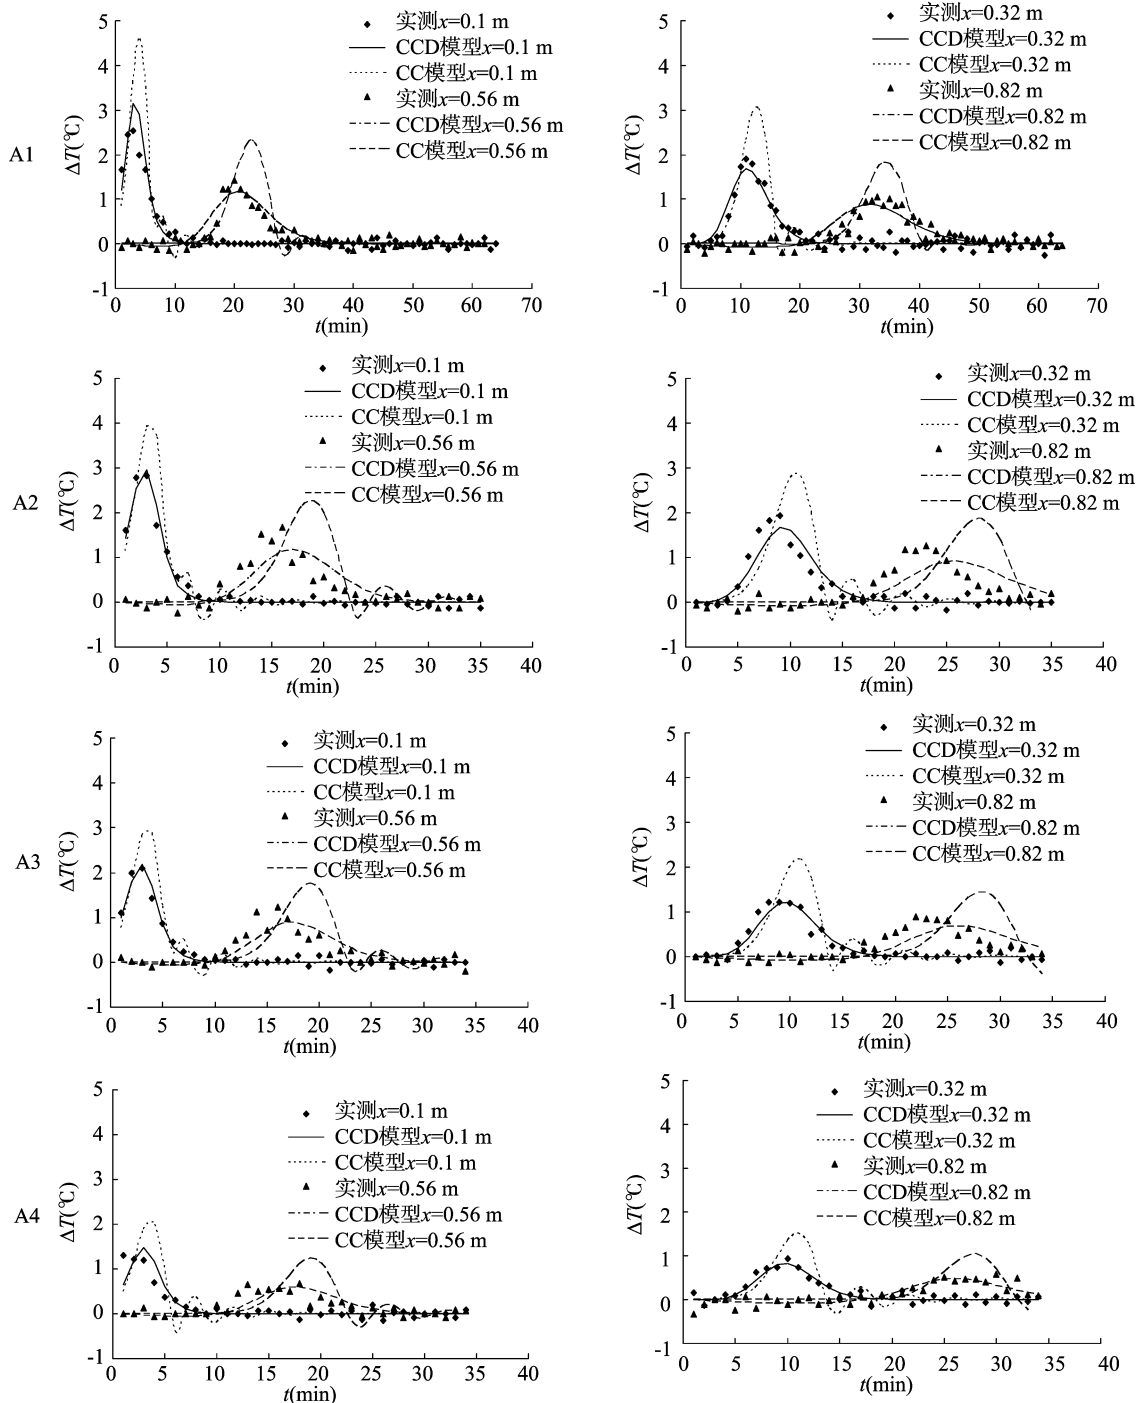 A1
5
4
3
2
1
0
-1
ΔT(℃)
0 10 20 30 40 50 60 70
t(min)
实测x=0.1 m
CCD模型x=0.1 m
CC模型x=0.1 m
实测x=0.56 m
CCD模型x=0.56 m
CC模型x=0.56 m
5
4
3
2
1
0
-1
ΔT(℃)
0 10 20 30 40 50 60 70
t(min)
实测x=0.32 m
CCD模型x=0.32 m
CC模型x=0.32 m
实测x=0.82 m
CCD模型x=0.82 m
CC模型x=0.82 m
A2
5
4
3
2
1
0
-1
ΔT(℃)
0 5 10 15 20 25 30 35 40
t(min)
实测x=0.1 m
CCD模型x=0.1 m
CC模型x=0.1 m
实测x=0.56 m
CCD模型x=0.56 m
CC模型x=0.56 m
5
4
3
2
1
0
-1
ΔT(℃)
0 5 10 15 20 25 30 35 40
t(min)
实测x=0.32 m
CCD模型x=0.32 m
CC模型x=0.32 m
实测x=0.82 m
CCD模型x=0.82 m
CC模型x=0.82 m
A3
5
4
3
2
1
0
-1
ΔT(℃)
0 5 10 15 20 25 30 35 40
t(min)
实测x=0.1 m
CCD模型x=0.1 m
CC模型x=0.1 m
实测x=0.56 m
CCD模型x=0.56 m
CC模型x=0.56 m
5
4
3
2
1
0
-1
ΔT(℃)
0 5 10 15 20 25 30 35 40
t(min)
实测x=0.32 m
CCD模型x=0.32 m
CC模型x=0.32 m
实测x=0.82 m
CCD模型x=0.82 m
CC模型x=0.82 m
A4
5
4
3
2
1
0
-1
ΔT(℃)
0 5 10 15 20 25 30 35 40
t(min)
实测x=0.1 m
CCD模型x=0.1 m
CC模型x=0.1 m
实测x=0.56 m
CCD模型x=0.56 m
CC模型x=0.56 m
5
4
3
2
1
0
-1
ΔT(℃)
0 5 10 15 20 25 30 35 40
t(min)
实测x=0.32 m
CCD模型x=0.32 m
CC模型x=0.32 m
实测x=0.82 m
CCD模型x=0.82 m
CC模型x=0.82 m